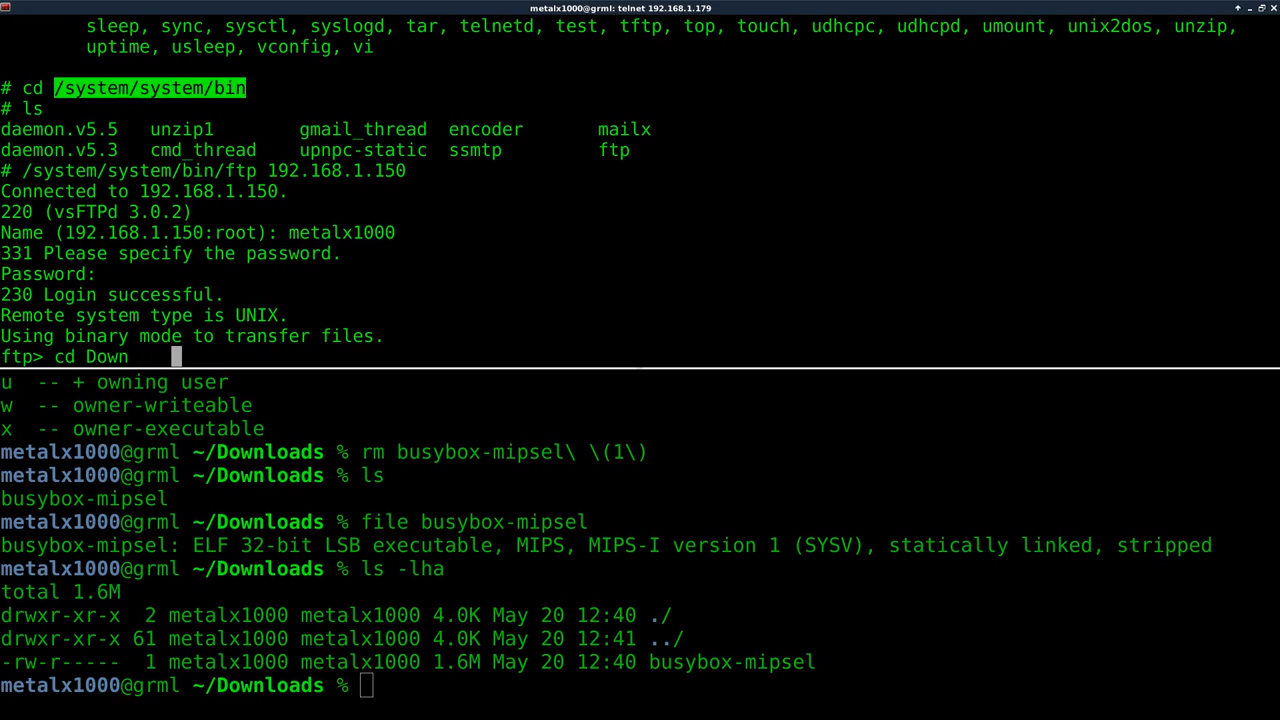 metalx1000@grml: telnet 192.168.1.179
sleep, sync, sysctl, syslogd, tar, telnetd, test, tftp, top, touch, udhcpc, udhcpd, umount, unix2dos, unzip,
uptime, usleep, vconfig, vi
# cd /system/system/bin
# ls
daemon.v5.5 unzip1 gmail_thread encoder mailx
daemon.v5.3 cmd_thread upnpc-static ssmtp ftp
# /system/system/bin/ftp 192.168.1.150
Connected to 192.168.1.150.
220 (vsFTPd 3.0.2)
Name (192.168.1.150:root): metalx1000
331 Please specify the password.
Password:
230 Login successful.
Remote system type is UNIX.
Using binary mode to transfer files.
ftp> cd Down
u -- + owning user
w -- owner-writeable
x -- owner-executable
metalx1000@grml ~/Downloads % rm busybox-mipsel\ \(1\)
metalx1000@grml ~/Downloads % ls
busybox-mipsel
metalx1000@grml ~/Downloads % file busybox-mipsel
busybox-mipsel: ELF 32-bit LSB executable, MIPS, MIPS-I version 1 (SYSV), statically linked, stripped
metalx1000@grml ~/Downloads % ls -lha
total 1.6M
drwxr-xr-x 2 metalx1000 metalx1000 4.0K May 20 12:40 ./
drwxr-xr-x 61 metalx1000 metalx1000 4.0K May 20 12:41 ../
-rw-r----- 1 metalx1000 metalx1000 1.6M May 20 12:40 busybox-mipsel
metalx1000@grml ~/Downloads %